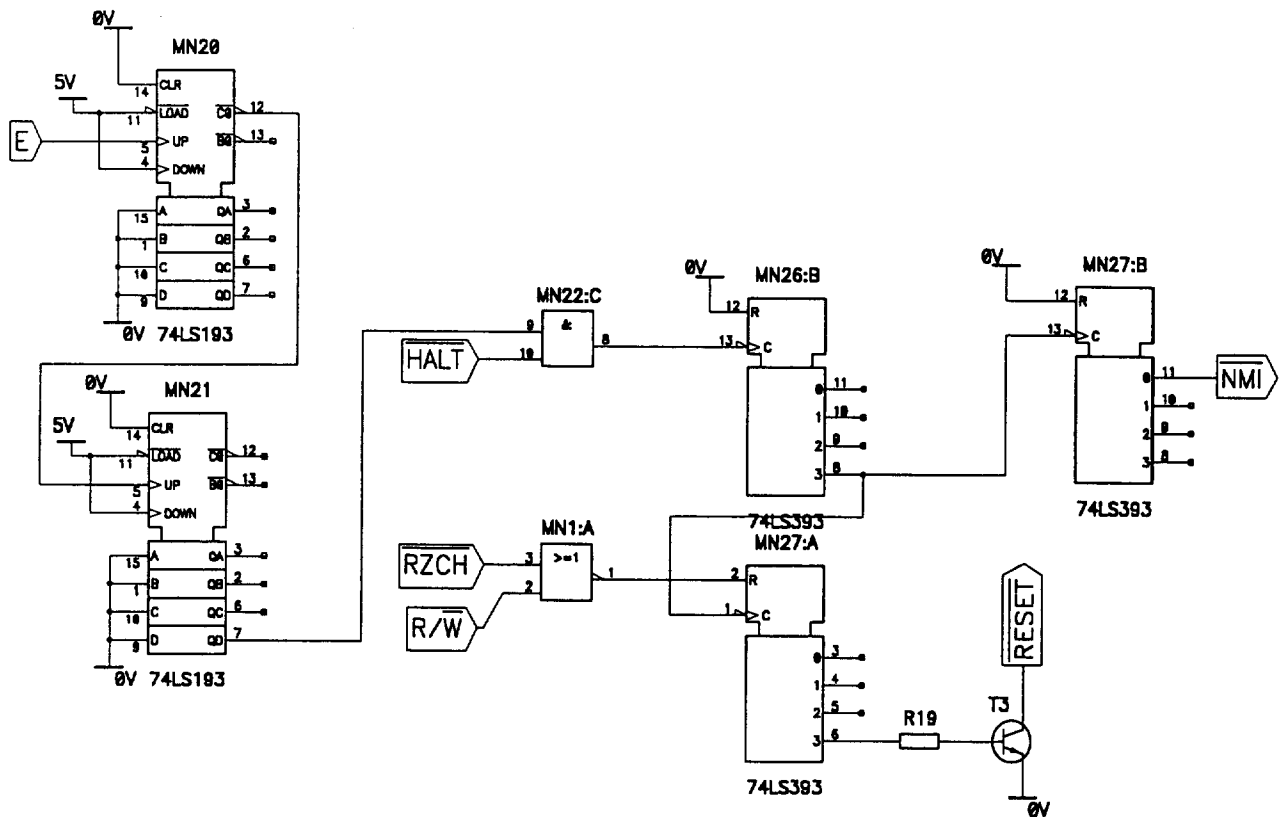 0V
MN20
14 CLR
5V
11 LOAD C0 12
E
5 UP B0 13
4 DOWN
15 A QA 3
1 B QB 2
10 C QC 6
9 D QD 7
0V 74LS193
0V
MN21
14 CLR
5V
11 LOAD C0 12
5 UP B0 13
4 DOWN
15 A QA 3
1 B QB 2
10 C QC 6
9 D QD 7
0V 74LS193
MN22:C
9
&
8
10
HALT
0V
MN26:B
12 R
13 C
0 11
1 10
2 9
3 8
74LS393
0V
MN27:B
12 R
13 C
0 11
1 10
2 9
3 8
NMI
74LS393
MN1:A
RZCH
3
>=1
1
2
R/W
MN27:A
2 R
1 C
0 3
1 4
2 5
3 6
74LS393
R19
T3
RESET
0V